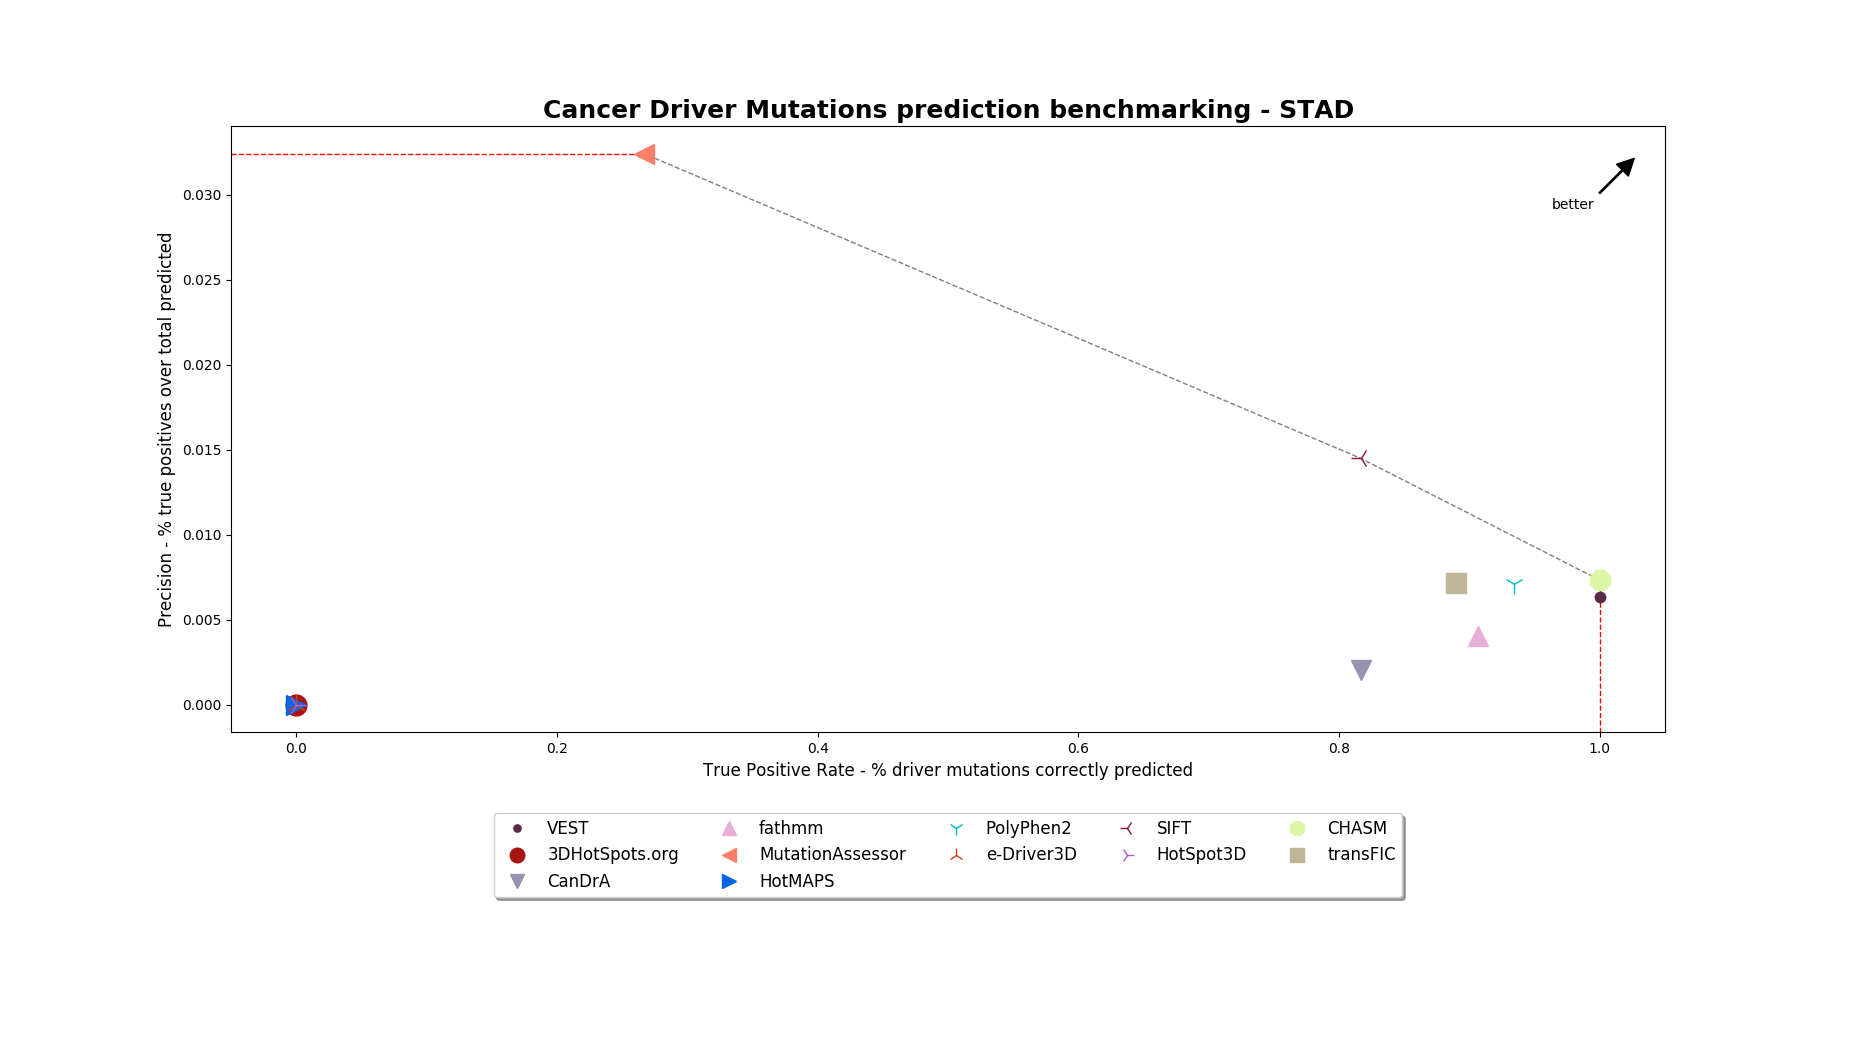 Cancer Driver Mutations prediction benchmarking - STAD
better
0.030
0.025
0.020
0.015
0.010
0.005
0.000
Precision - % true positives over total predicted
0.0 0.2 0.4 0.6 0.8 1.0
True Positive Rate - % driver mutations correctly predicted
VEST fathmm PolyPhen2 SIFT CHASM
3DHotSpots.org MutationAssessor e-Driver3D HotSpot3D transFIC
CanDrA HotMAPS